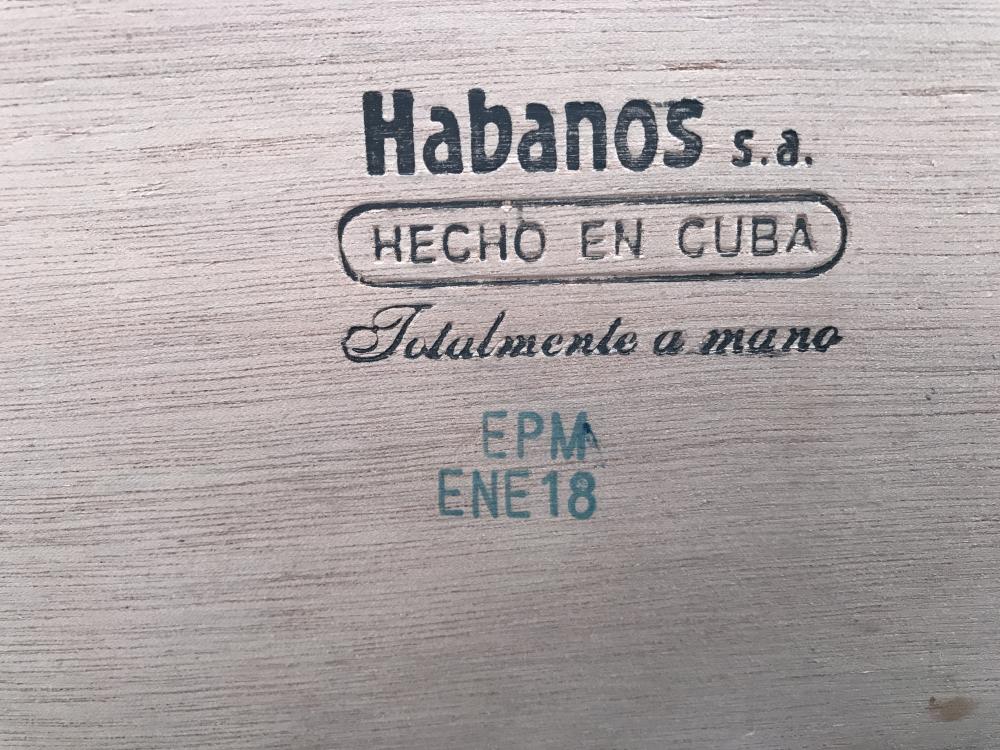 Habanos s.a.
HECHO EN CUBA
Totalmente a mano
EPM
ENE18